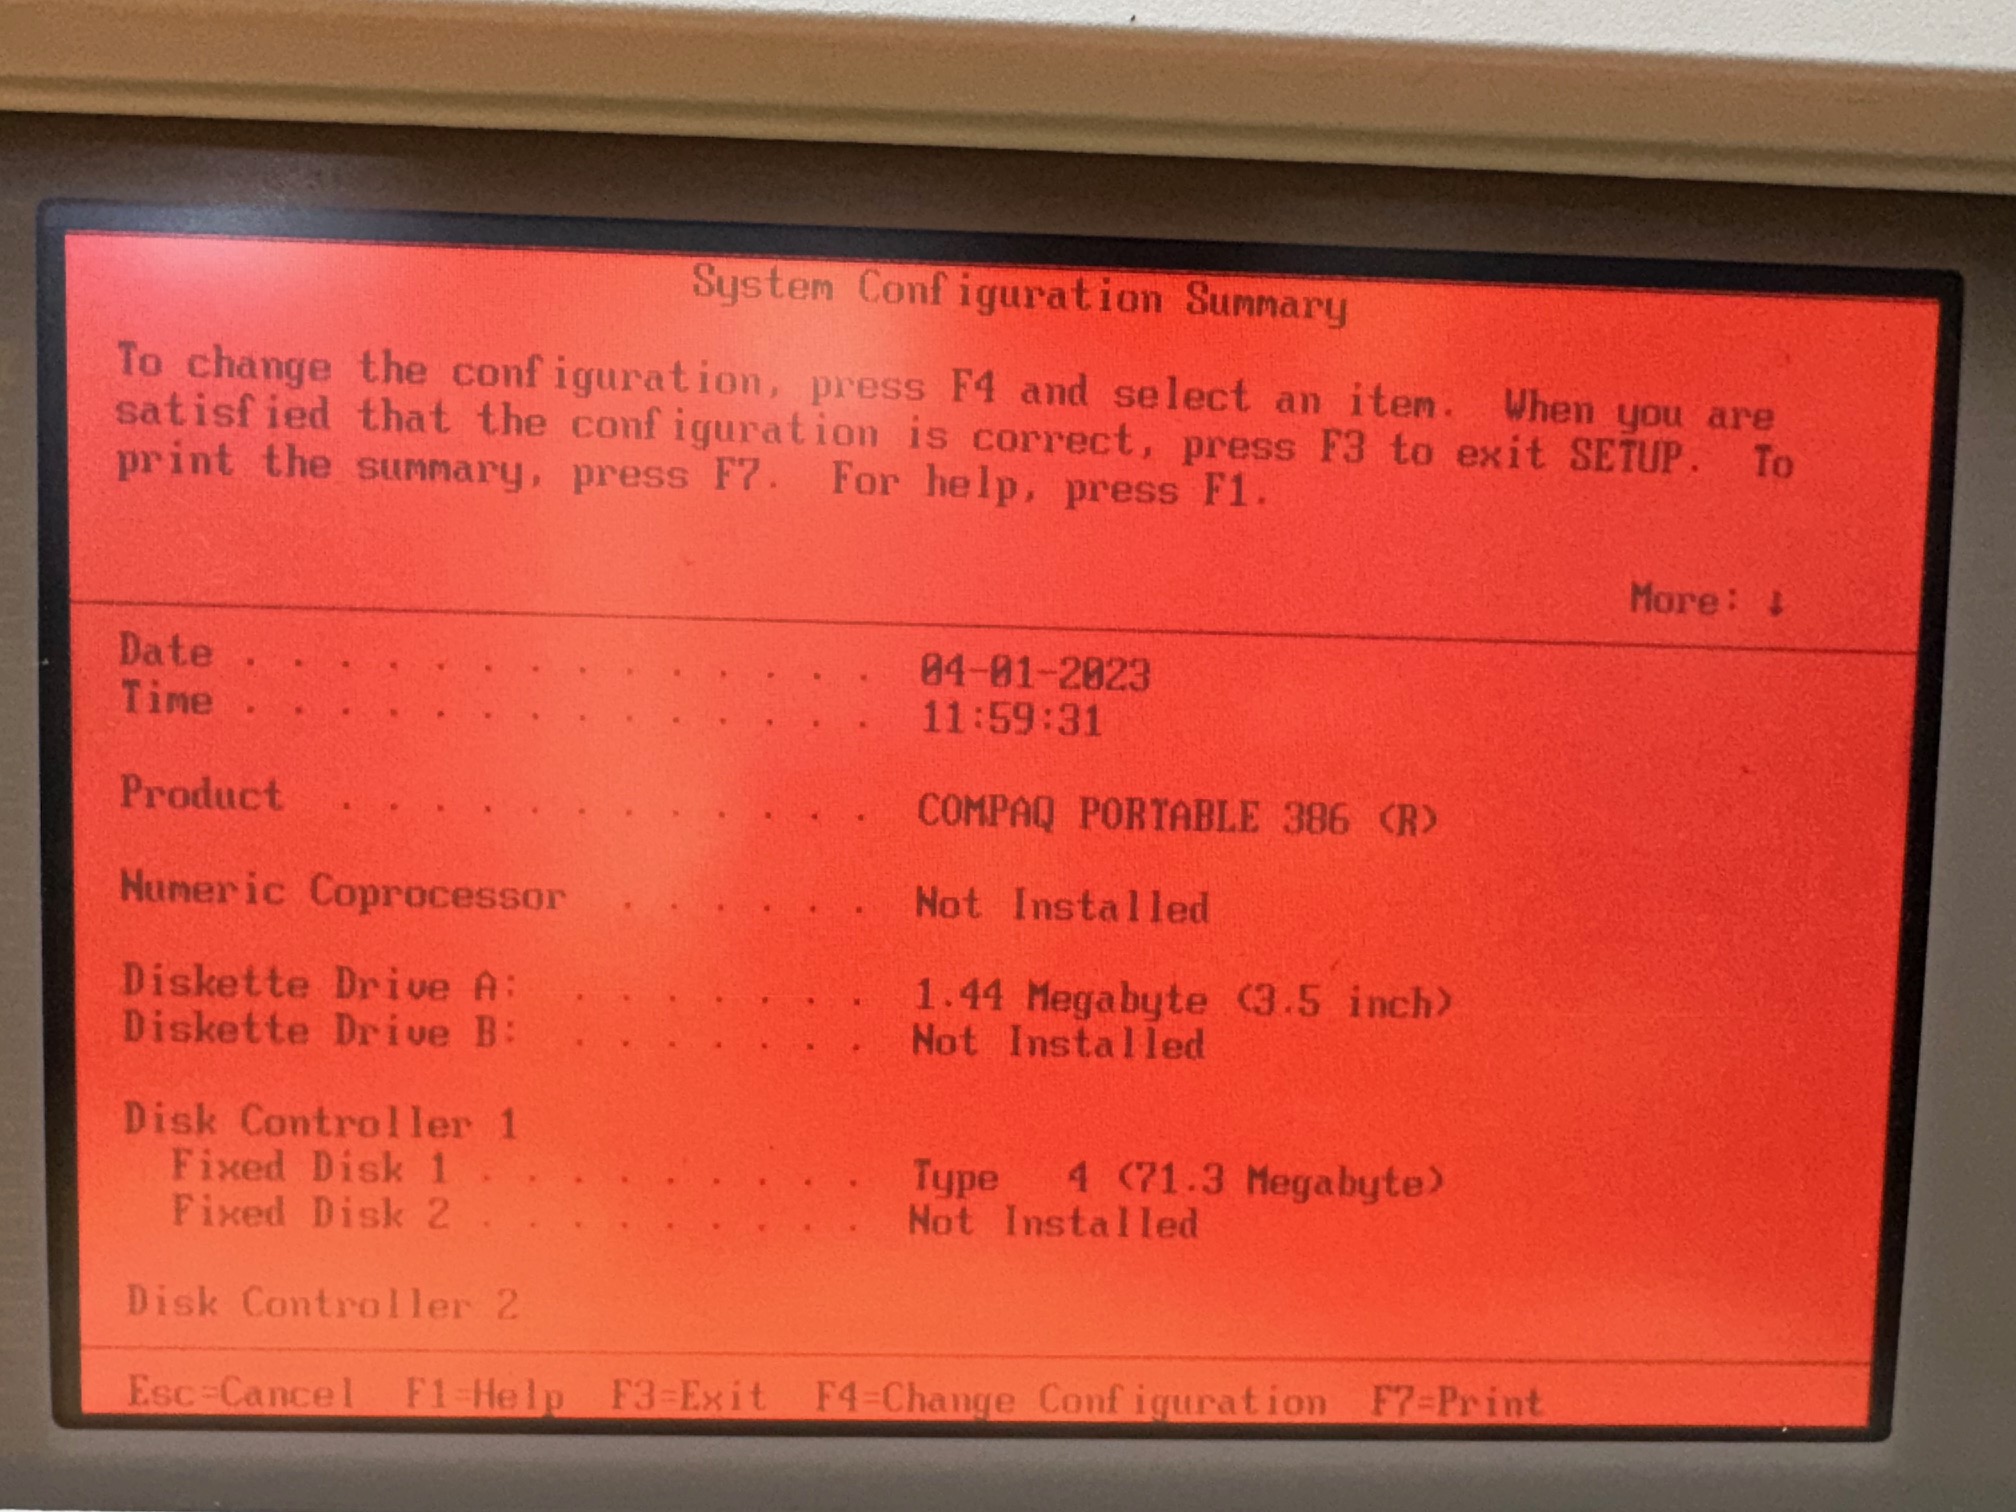 System Configuration Summary
To change the configuration, press F4 and select an item. When you are
satisfied that the configuration is correct, press F3 to exit SETUP. To
print the summary, press F7. For help, press F1.
More: ↓
Date . . . . . . . . . . . . . . 04-01-2023
Time . . . . . . . . . . . . . . 11:59:31
Product . . . . . . . . . . . . COMPAQ PORTABLE 386 (R)
Numeric Coprocessor . . . . . . Not Installed
Diskette Drive A: . . . . . . . 1.44 Megabyte (3.5 inch)
Diskette Drive B: . . . . . . . Not Installed
Disk Controller 1
Fixed Disk 1 . . . . . . . . . Type 4 (71.3 Megabyte)
Fixed Disk 2 . . . . . . . . . Not Installed
Disk Controller 2
Esc=Cancel F1=Help F3=Exit F4=Change Configuration F7=Print